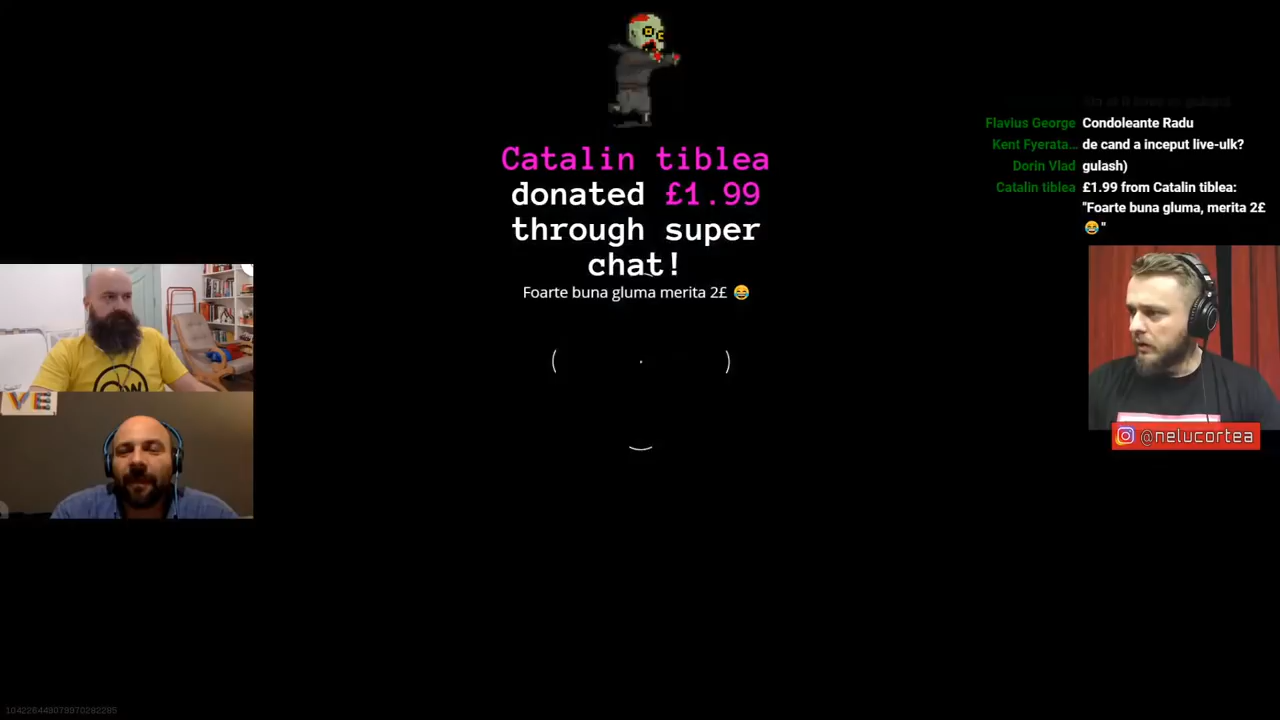 Catalin tiblea
donated £1.99
through super
chat!
Foarte buna gluma merita 2£ 😂
Flavius George Condoleante Radu
Kent Fyerata… de cand a inceput live-ulk?
Dorin Vlad gulash)
Catalin tiblea £1.99 from Catalin tiblea:
"Foarte buna gluma, merita 2£
😂"
VE
@nelucortea